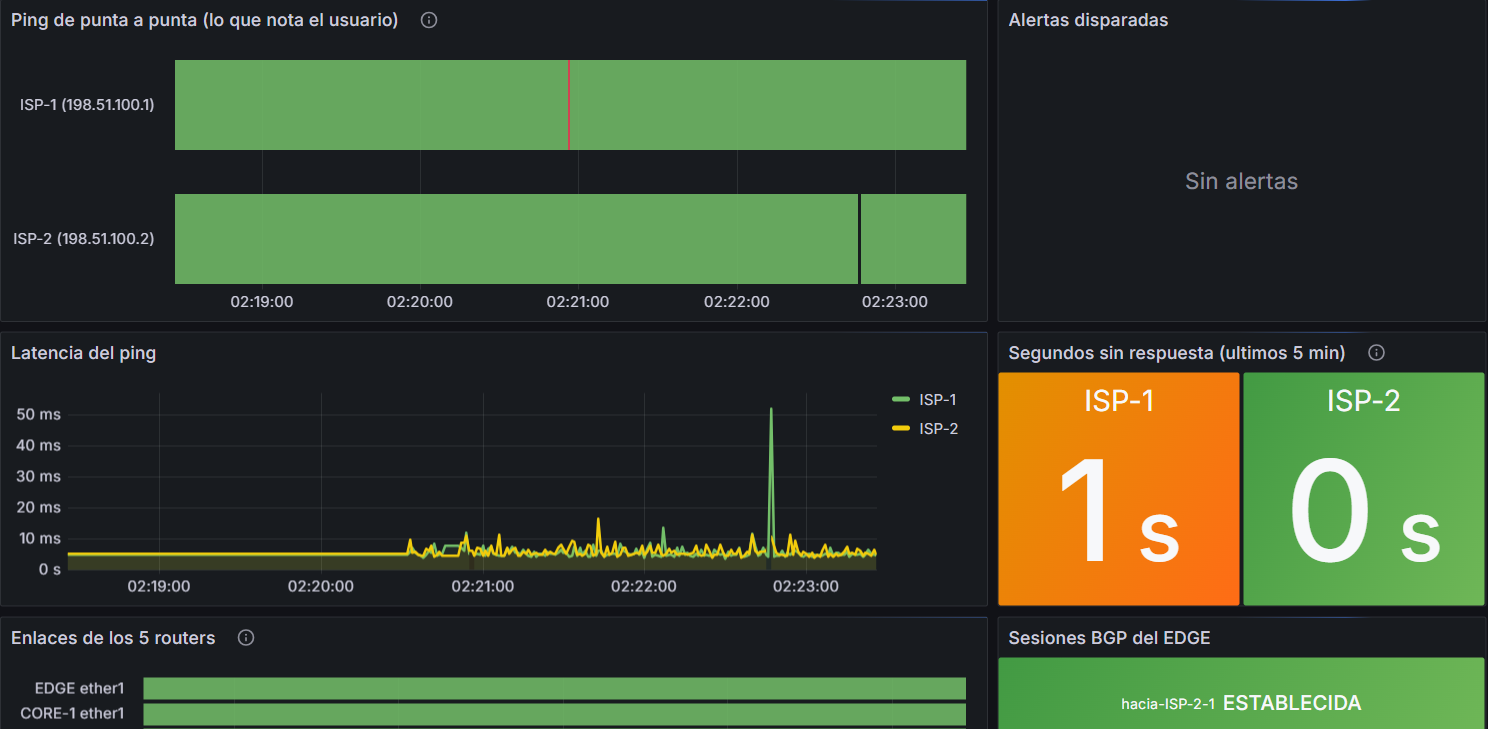 Ping de punta a punta (lo que nota el usuario)
Alertas disparadas
ISP-1 (198.51.100.1)
ISP-2 (198.51.100.2)
02:19:00 02:20:00 02:21:00 02:22:00 02:23:00
Sin alertas
Latencia del ping
50 ms
40 ms
30 ms
20 ms
10 ms
0 s
02:19:00 02:20:00 02:21:00 02:22:00 02:23:00
ISP-1
ISP-2
Segundos sin respuesta (ultimos 5 min)
ISP-1
1 s
ISP-2
0 s
Enlaces de los 5 routers
EDGE ether1
CORE-1 ether1
Sesiones BGP del EDGE
hacia-ISP-2-1 ESTABLECIDA